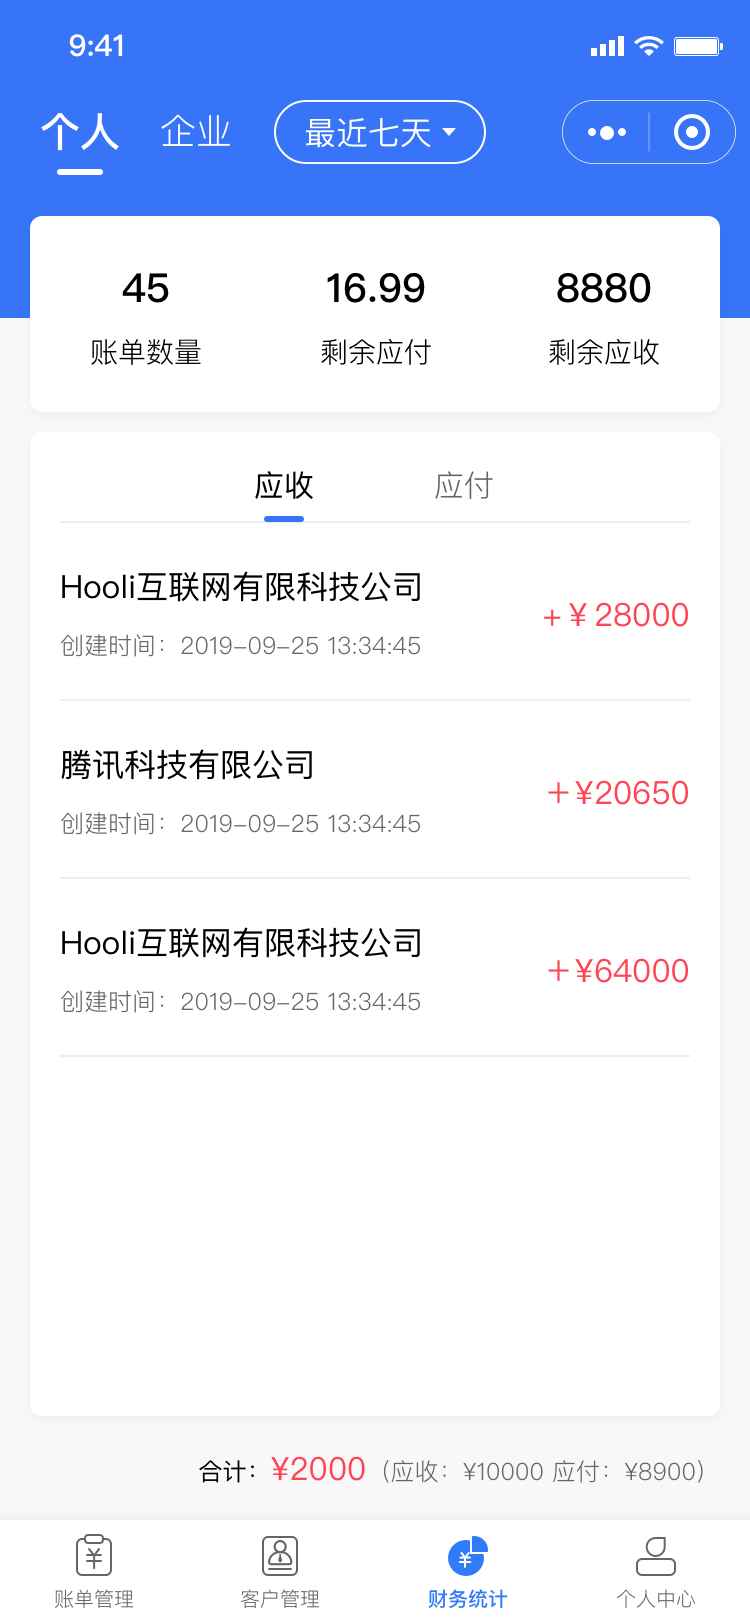 9:41
个人 企业 最近七天
45 16.99 8880
账单数量 剩余应付 剩余应收
应收 应付
Hooli互联网有限科技公司
+ ¥ 28000
创建时间：2019-09-25 13:34:45
腾讯科技有限公司
+¥20650
创建时间：2019-09-25 13:34:45
Hooli互联网有限科技公司
+¥64000
创建时间：2019-09-25 13:34:45
合计：¥2000（应收：¥10000 应付：¥8900）
账单管理 客户管理 财务统计 个人中心